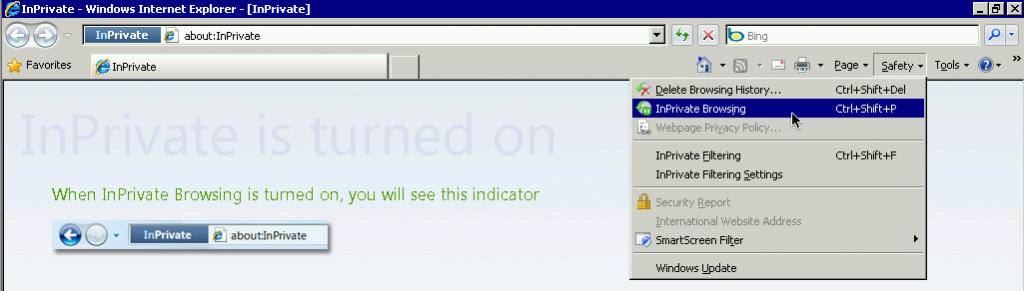 InPrivate - Windows Internet Explorer - [InPrivate]
InPrivate about:InPrivate Bing
Favorites InPrivate Page Safety Tools
Delete Browsing History... Ctrl+Shift+Del
InPrivate Browsing Ctrl+Shift+P
Webpage Privacy Policy...
InPrivate Filtering Ctrl+Shift+F
InPrivate Filtering Settings
Security Report
International Website Address
SmartScreen Filter
Windows Update
InPrivate is turned on
When InPrivate Browsing is turned on, you will see this indicator
InPrivate about:InPrivate